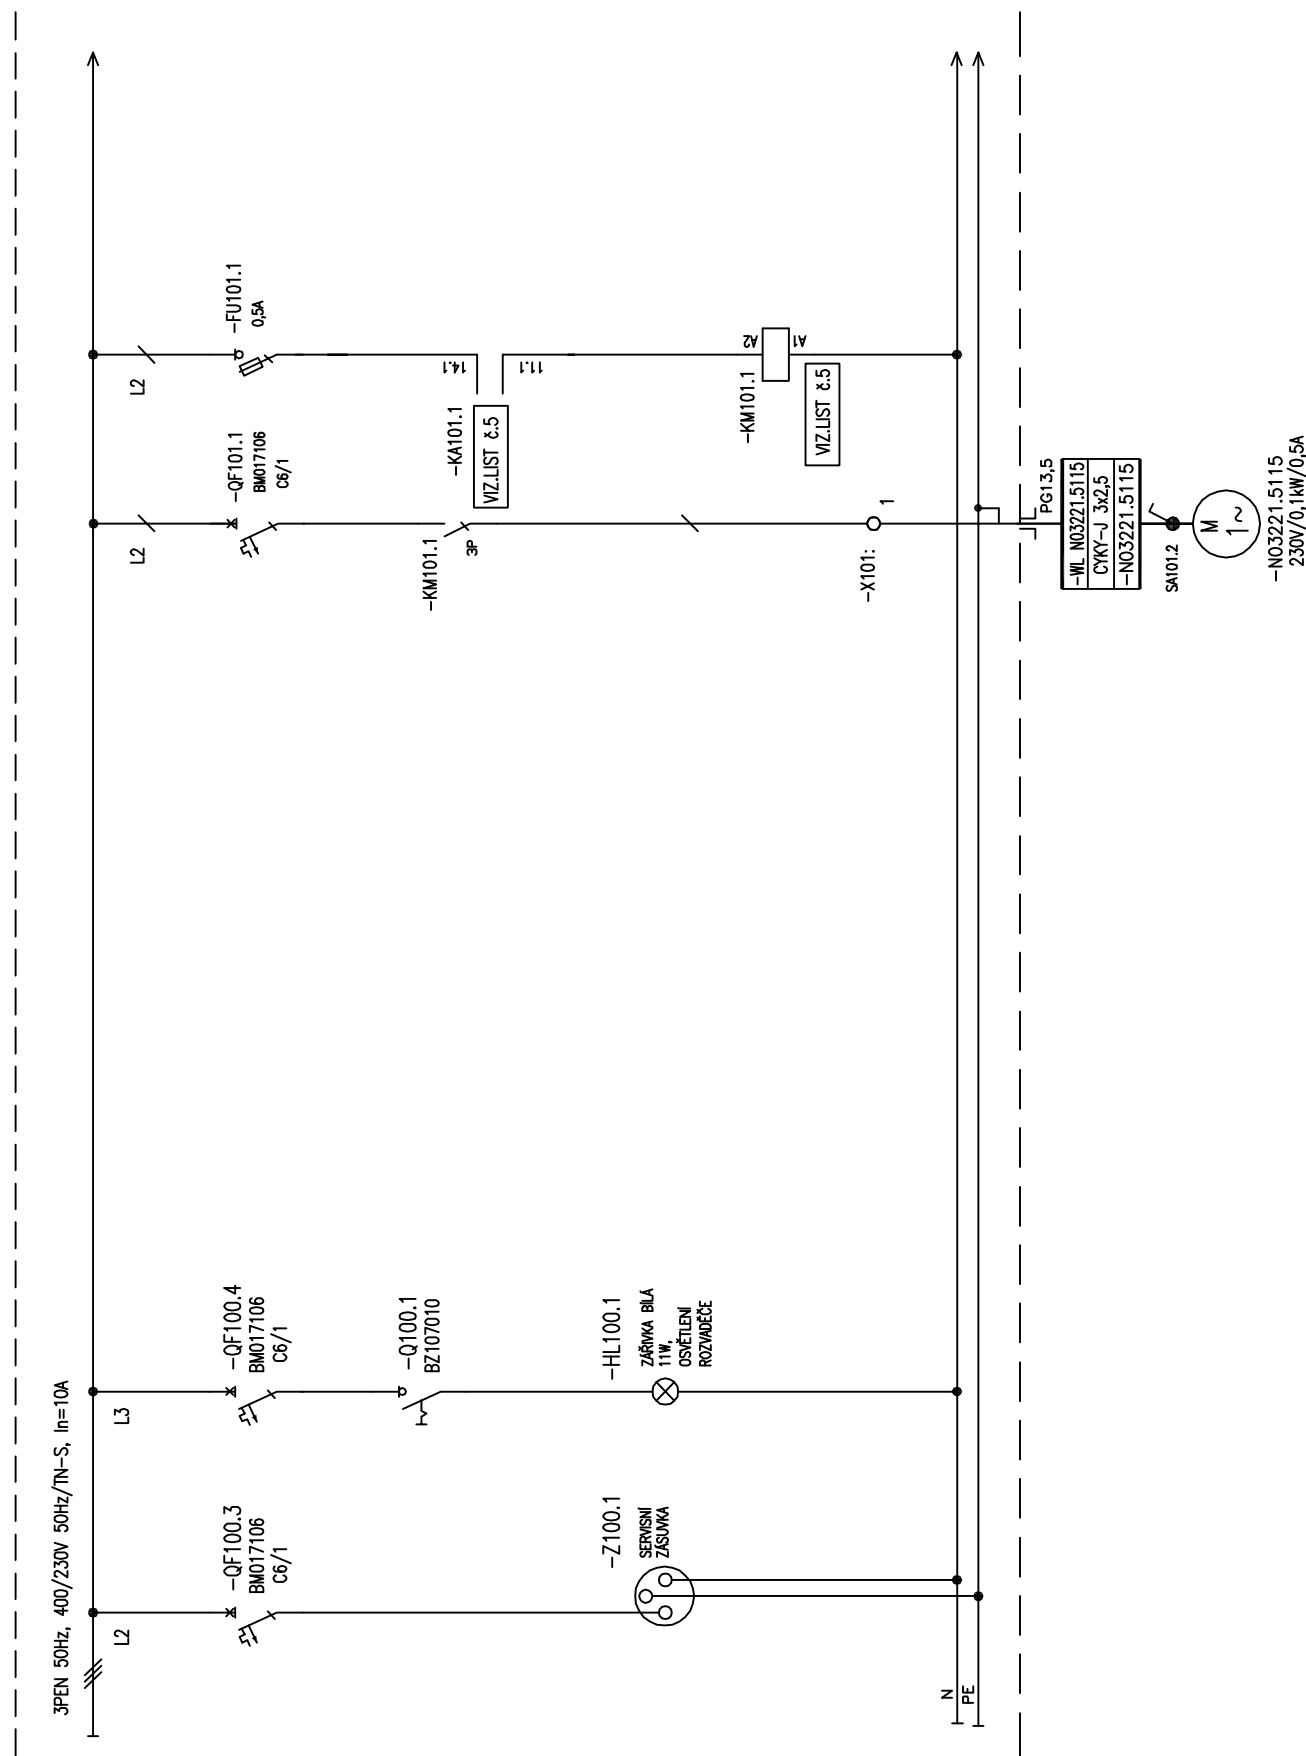 3PEN 50Hz, 400/230V 50Hz/TN-S, In=10A
L2
-QF100.3
BM017106
C6/1
-Z100.1
SERVISNÍ
ZÁSUVKA
N
PE
L3
-QF100.4
BM017106
C6/1
-Q100.1
BZ107010
-HL100.1
ZÁŘIVKA BÍLÁ
11W,
OSVĚTLENÍ
ROZVADĚČE
L2
-QF101.1
BM017106
C6/1
-KM101.1
3P
-X101:
1
PG13,5
-WL N03221.5115
CYKY-J 3x2,5
-N03221.5115
SA101.2
M
1~
-N03221.5115
230V/0,1kW/0,5A
L2
-FU101.1
0,5A
-KA101.1
14.1
11.1
VIZ.LIST č.5
-KM101.1
A2
A1
VIZ.LIST č.5